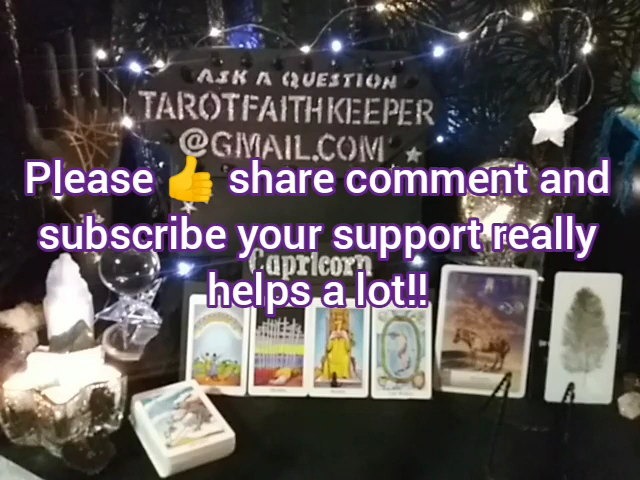 ASK A QUESTION
TAROTFAITHKEEPER
@GMAIL.COM
Please 👍 share comment and
subscribe your support really
Capricorn
helps a lot!!